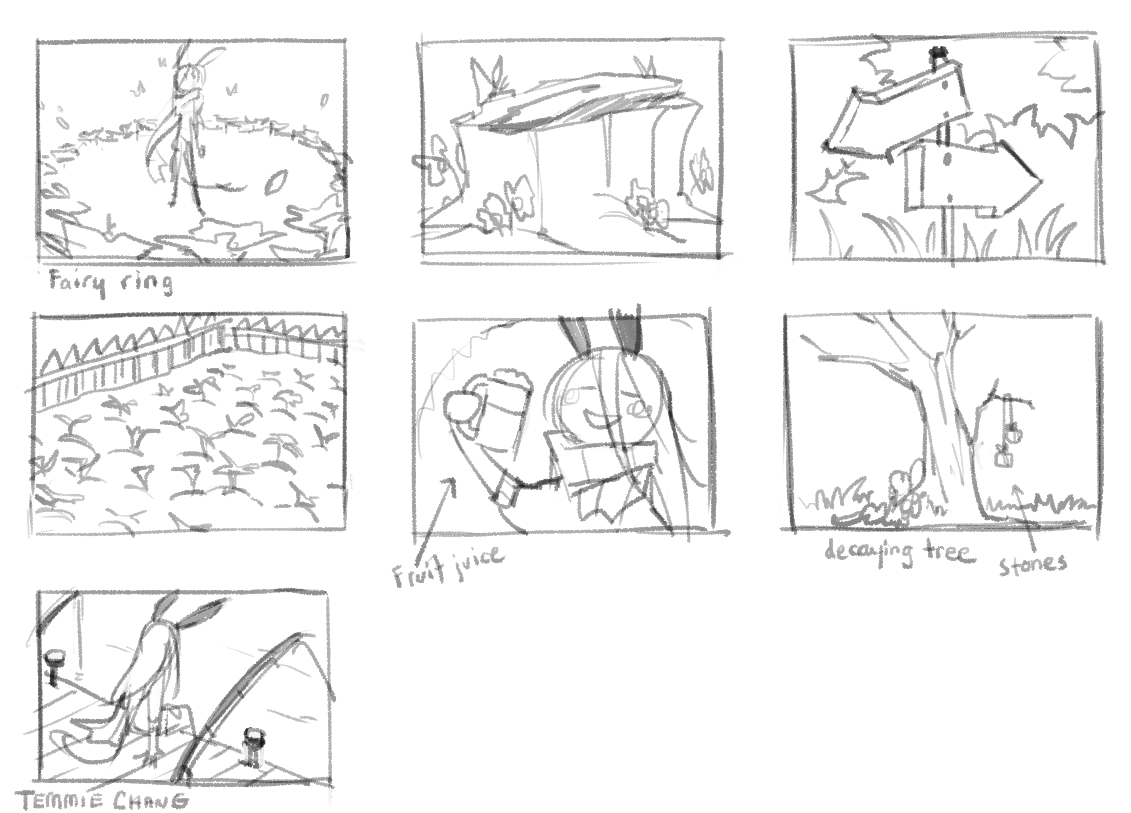 Fairy ring
Fruit juice
decaying tree
stones
TEMMIE CHANG